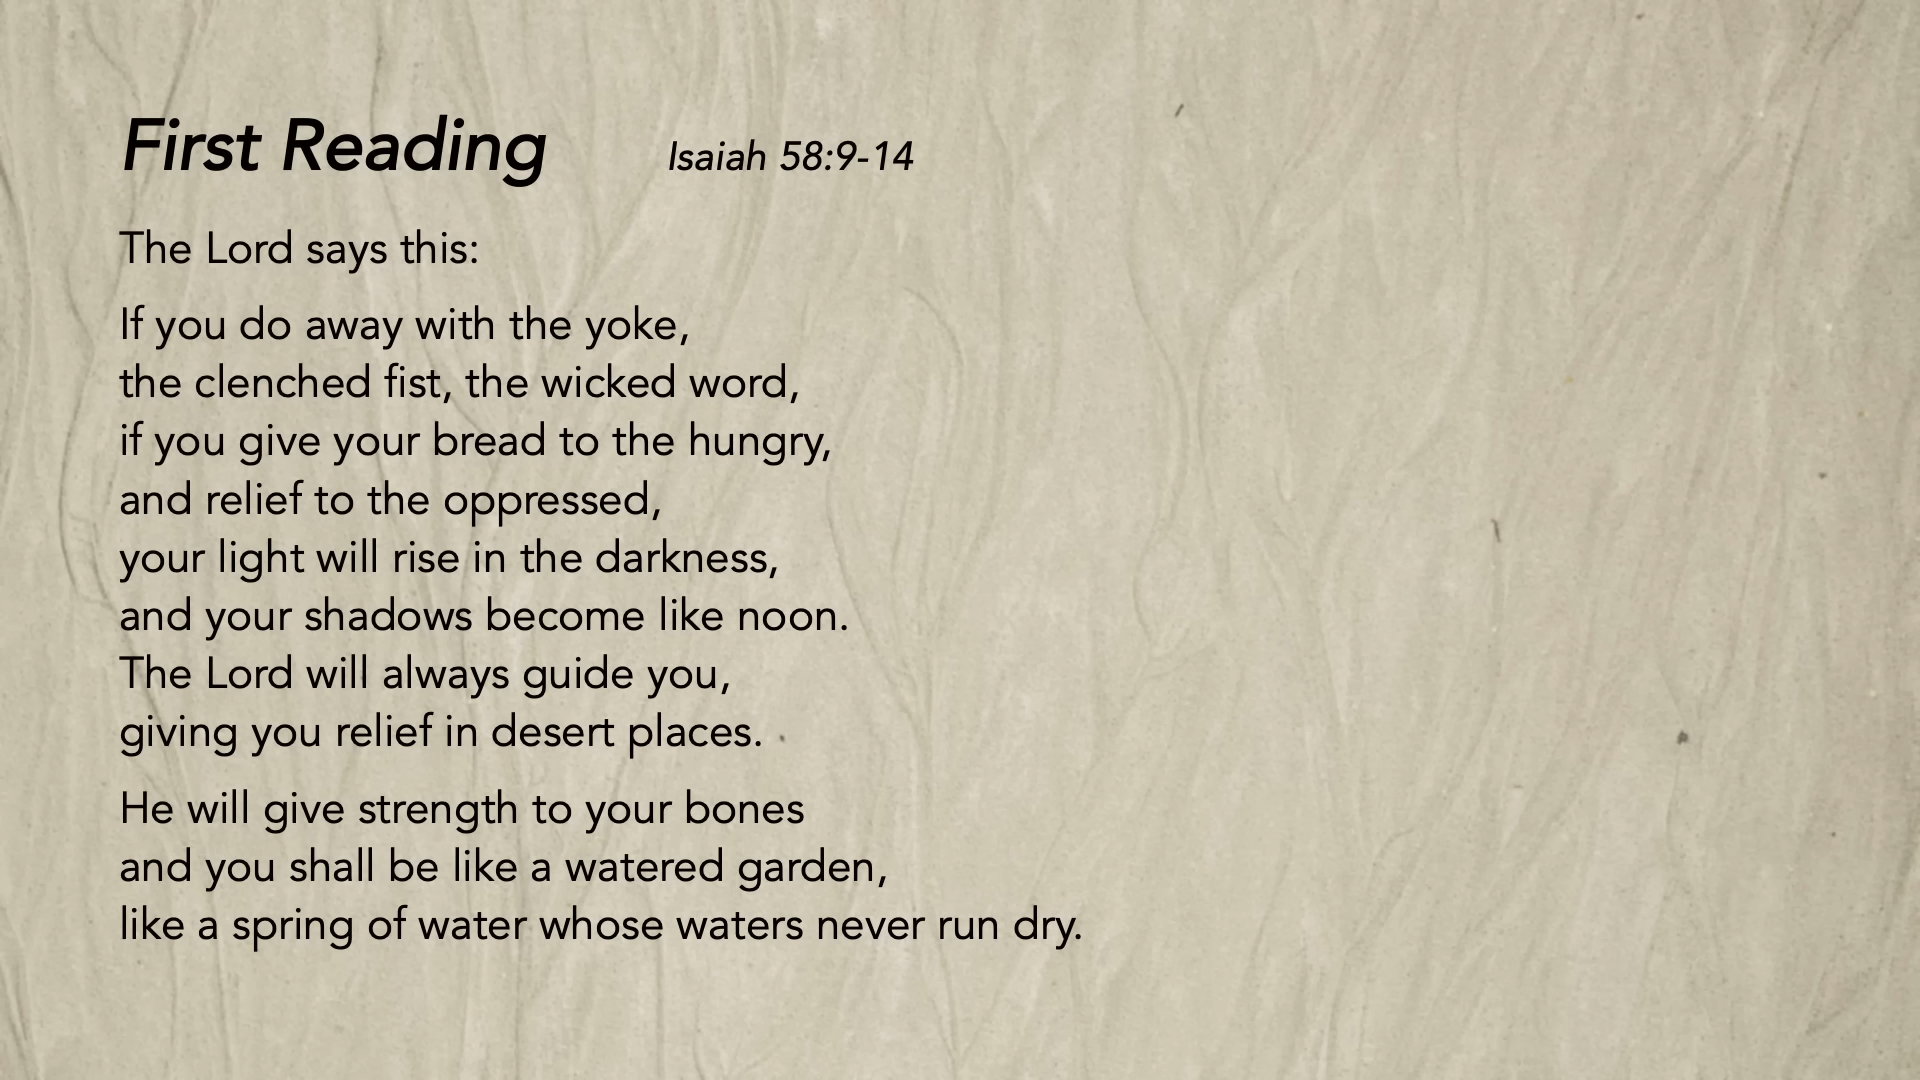 First Reading Isaiah 58:9-14
The Lord says this:
If you do away with the yoke,
the clenched fist, the wicked word,
if you give your bread to the hungry,
and relief to the oppressed,
your light will rise in the darkness,
and your shadows become like noon.
The Lord will always guide you,
giving you relief in desert places.
He will give strength to your bones
and you shall be like a watered garden,
like a spring of water whose waters never run dry.